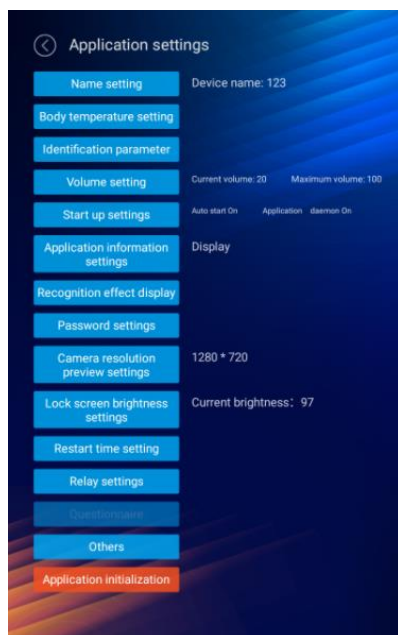 Application settings
Name setting Device name: 123
Body temperature setting
Identification parameter
Volume setting Current volume: 20 Maximum volume: 100
Start up settings Auto start On Application daemon On
Application information Display
settings
Recognition effect display
Password settings
Camera resolution 1280 * 720
preview settings
Lock screen brightness Current brightness: 97
settings
Restart time setting
Relay settings
Questionnaire
Others
Application initialization